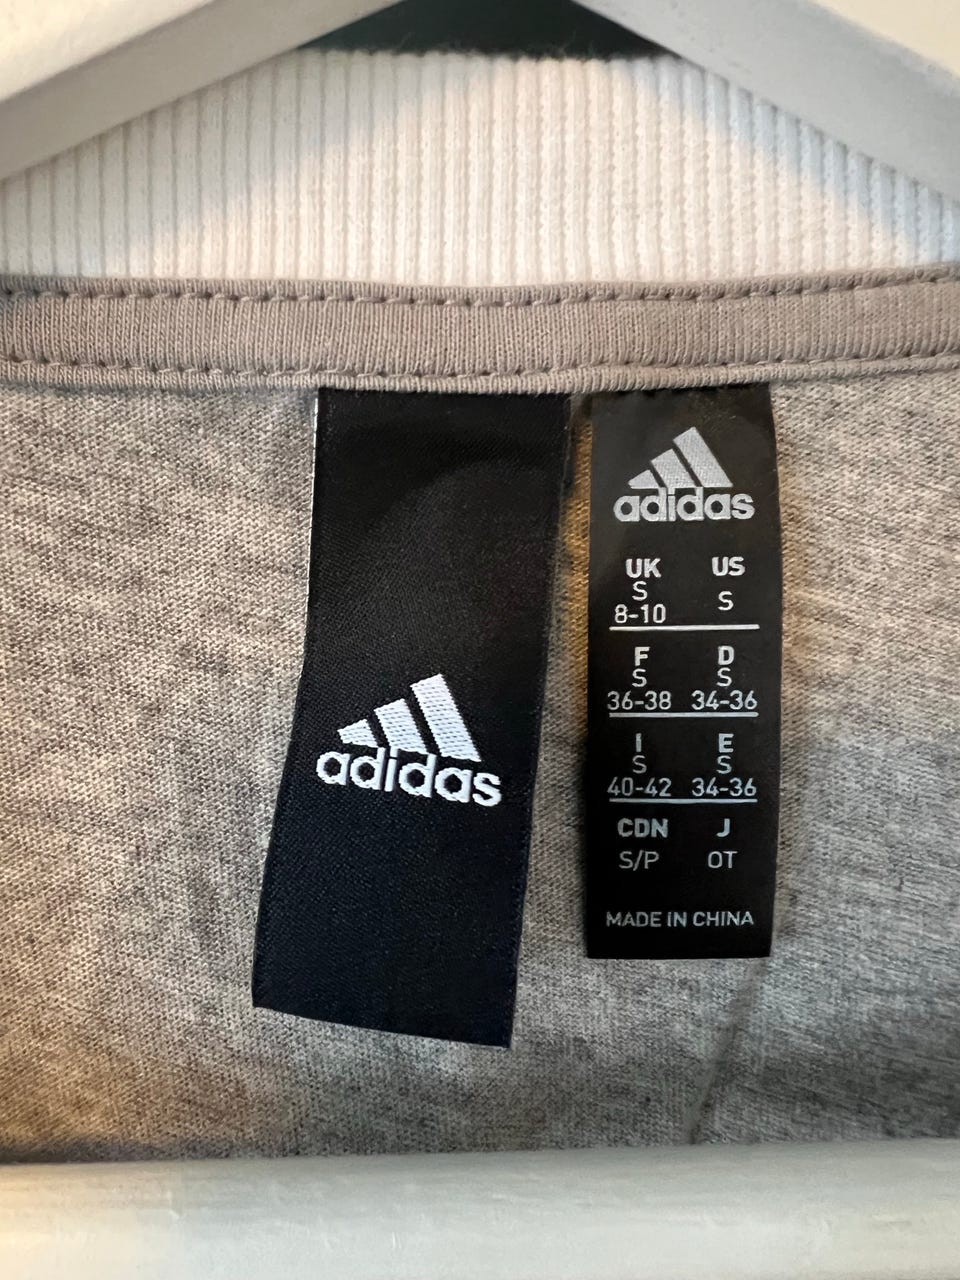 adidas
adidas
UK US
S S
8-10
F D
S S
36-38 34-36
I E
S S
40-42 34-36
CDN J
S/P OT
MADE IN CHINA